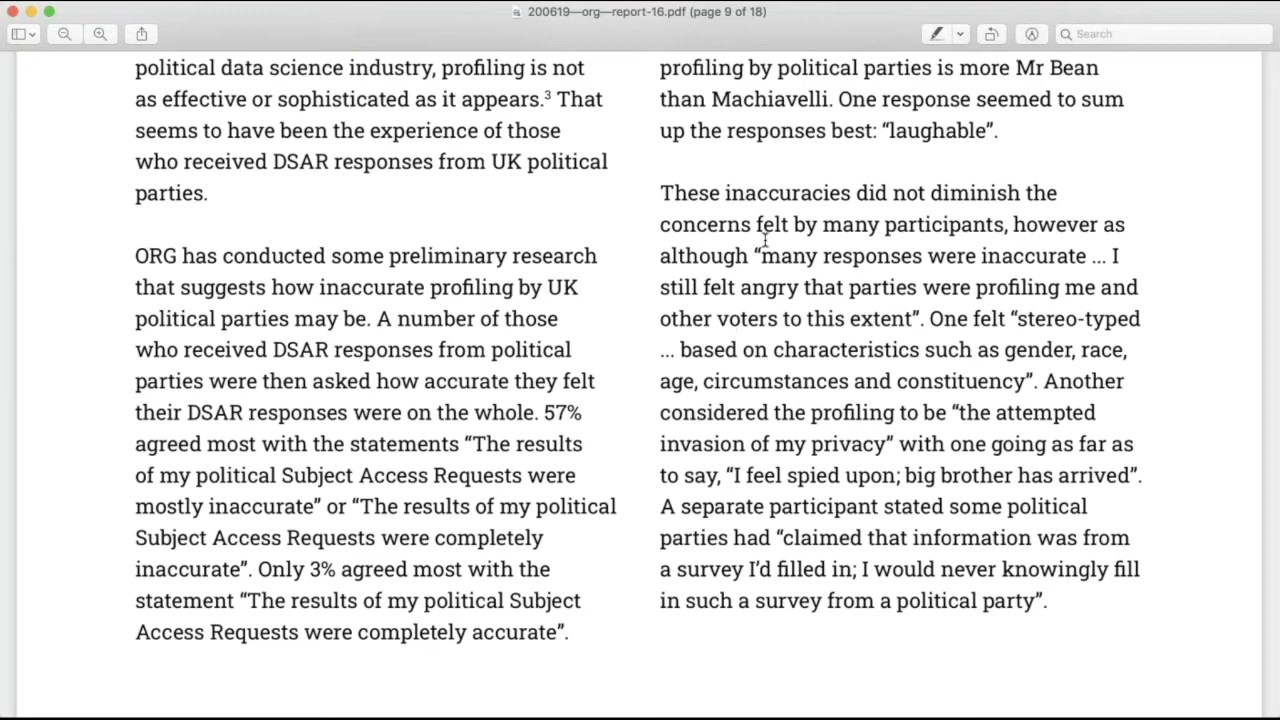 200619—org—report-16.pdf (page 9 of 18)
Search
political data science industry, profiling is not
as effective or sophisticated as it appears.³ That
seems to have been the experience of those
who received DSAR responses from UK political
parties.
ORG has conducted some preliminary research
that suggests how inaccurate profiling by UK
political parties may be. A number of those
who received DSAR responses from political
parties were then asked how accurate they felt
their DSAR responses were on the whole. 57%
agreed most with the statements “The results
of my political Subject Access Requests were
mostly inaccurate” or “The results of my political
Subject Access Requests were completely
inaccurate”. Only 3% agreed most with the
statement “The results of my political Subject
Access Requests were completely accurate”.
profiling by political parties is more Mr Bean
than Machiavelli. One response seemed to sum
up the responses best: “laughable”.
These inaccuracies did not diminish the
concerns felt by many participants, however as
although “many responses were inaccurate ... I
still felt angry that parties were profiling me and
other voters to this extent”. One felt “stereo-typed
... based on characteristics such as gender, race,
age, circumstances and constituency”. Another
considered the profiling to be “the attempted
invasion of my privacy” with one going as far as
to say, “I feel spied upon; big brother has arrived”.
A separate participant stated some political
parties had “claimed that information was from
a survey I’d filled in; I would never knowingly fill
in such a survey from a political party”.